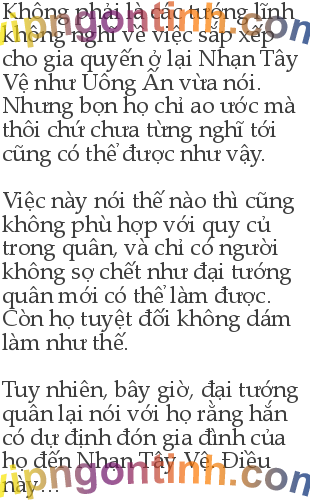 Không phải là các tướng lĩnh
không nghĩ về việc sắp xếp
cho gia quyến ở lại Nhạn Tây
Vệ như Uông Ấn vừa nói.
Nhưng bọn họ chỉ ao ước mà
thôi chứ chưa từng nghĩ tới
cũng có thể được như vậy.
Việc này nói thế nào thì cũng
không phù hợp với quy củ
trong quân, và chỉ có người
không sợ chết như đại tướng
quân mới có thể làm được.
Còn họ tuyệt đối không dám
làm như thế.
Tuy nhiên, bây giờ, đại tướng
quân lại nói với họ rằng hắn
có dự định đón gia đình của
họ đến Nhạn Tây Vệ. Điều
này...